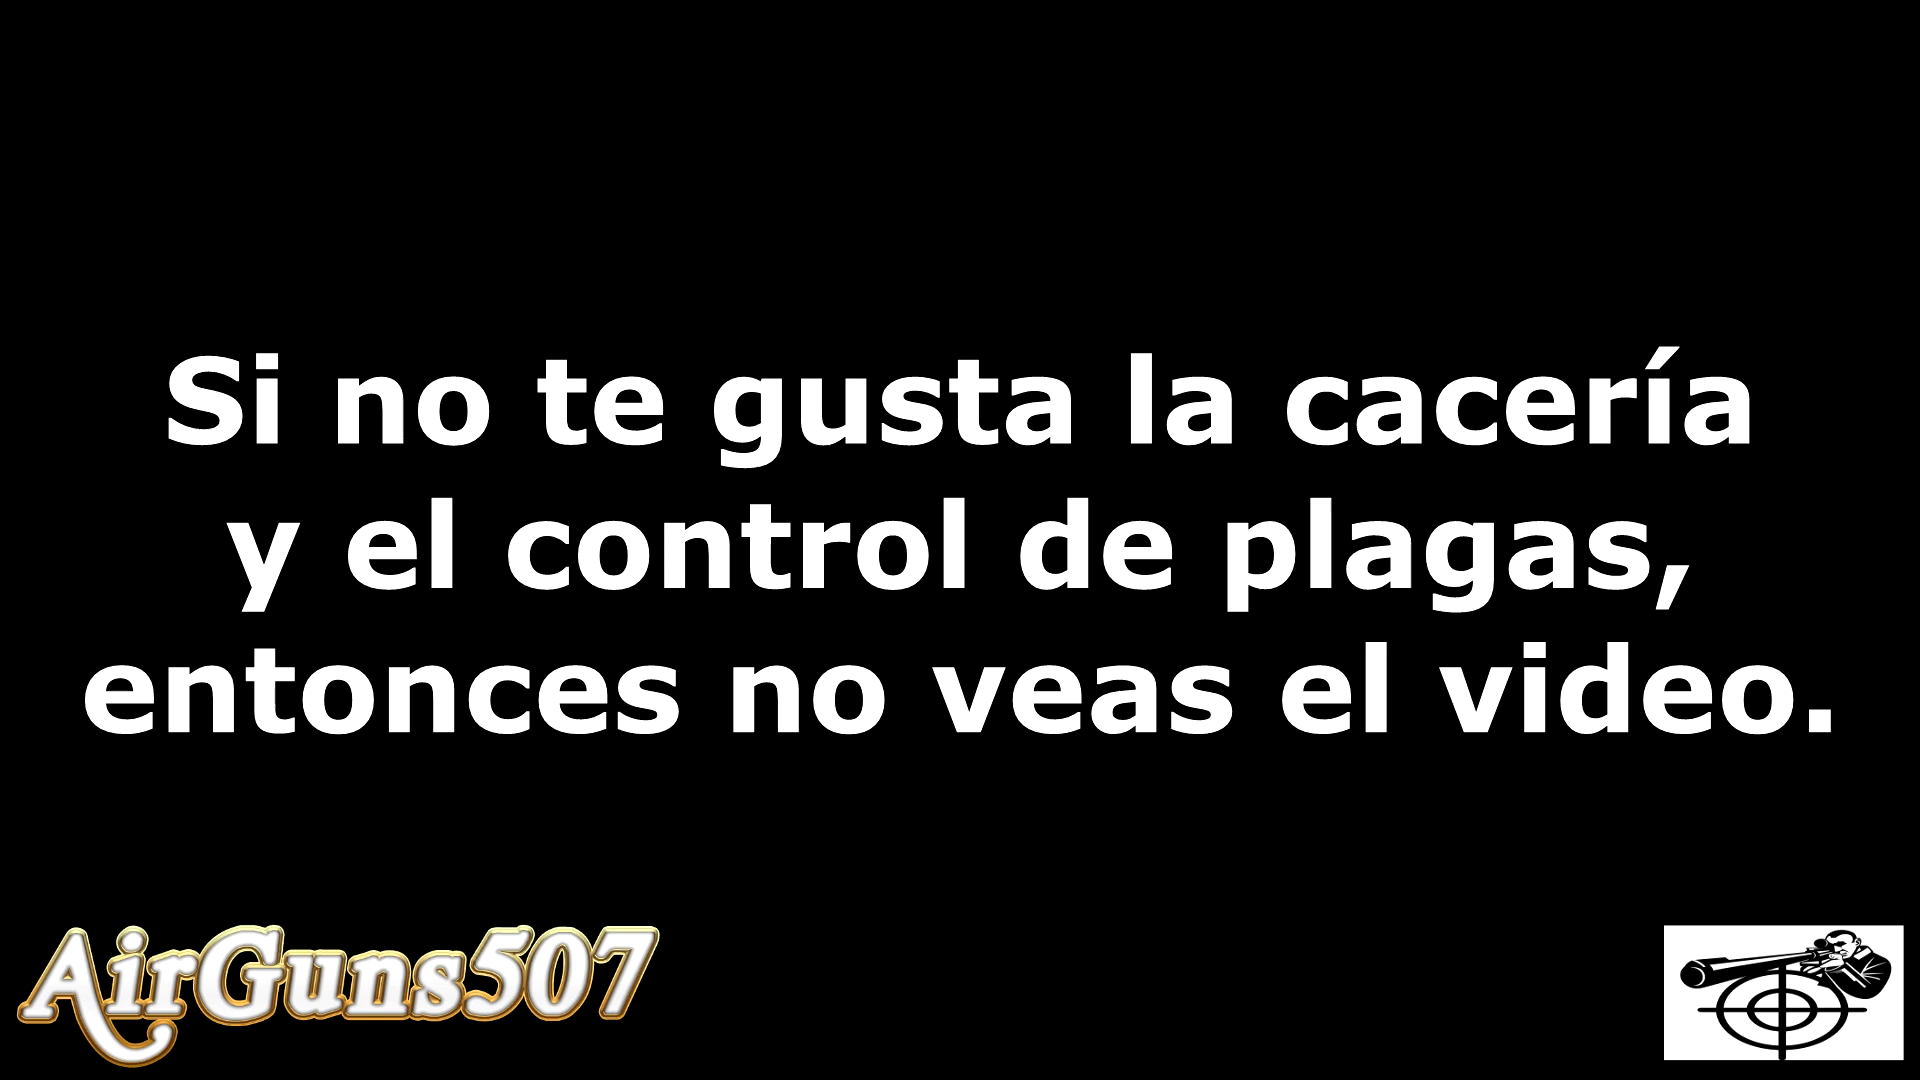 Si no te gusta la cacería
y el control de plagas,
entonces no veas el video.
AirGuns507